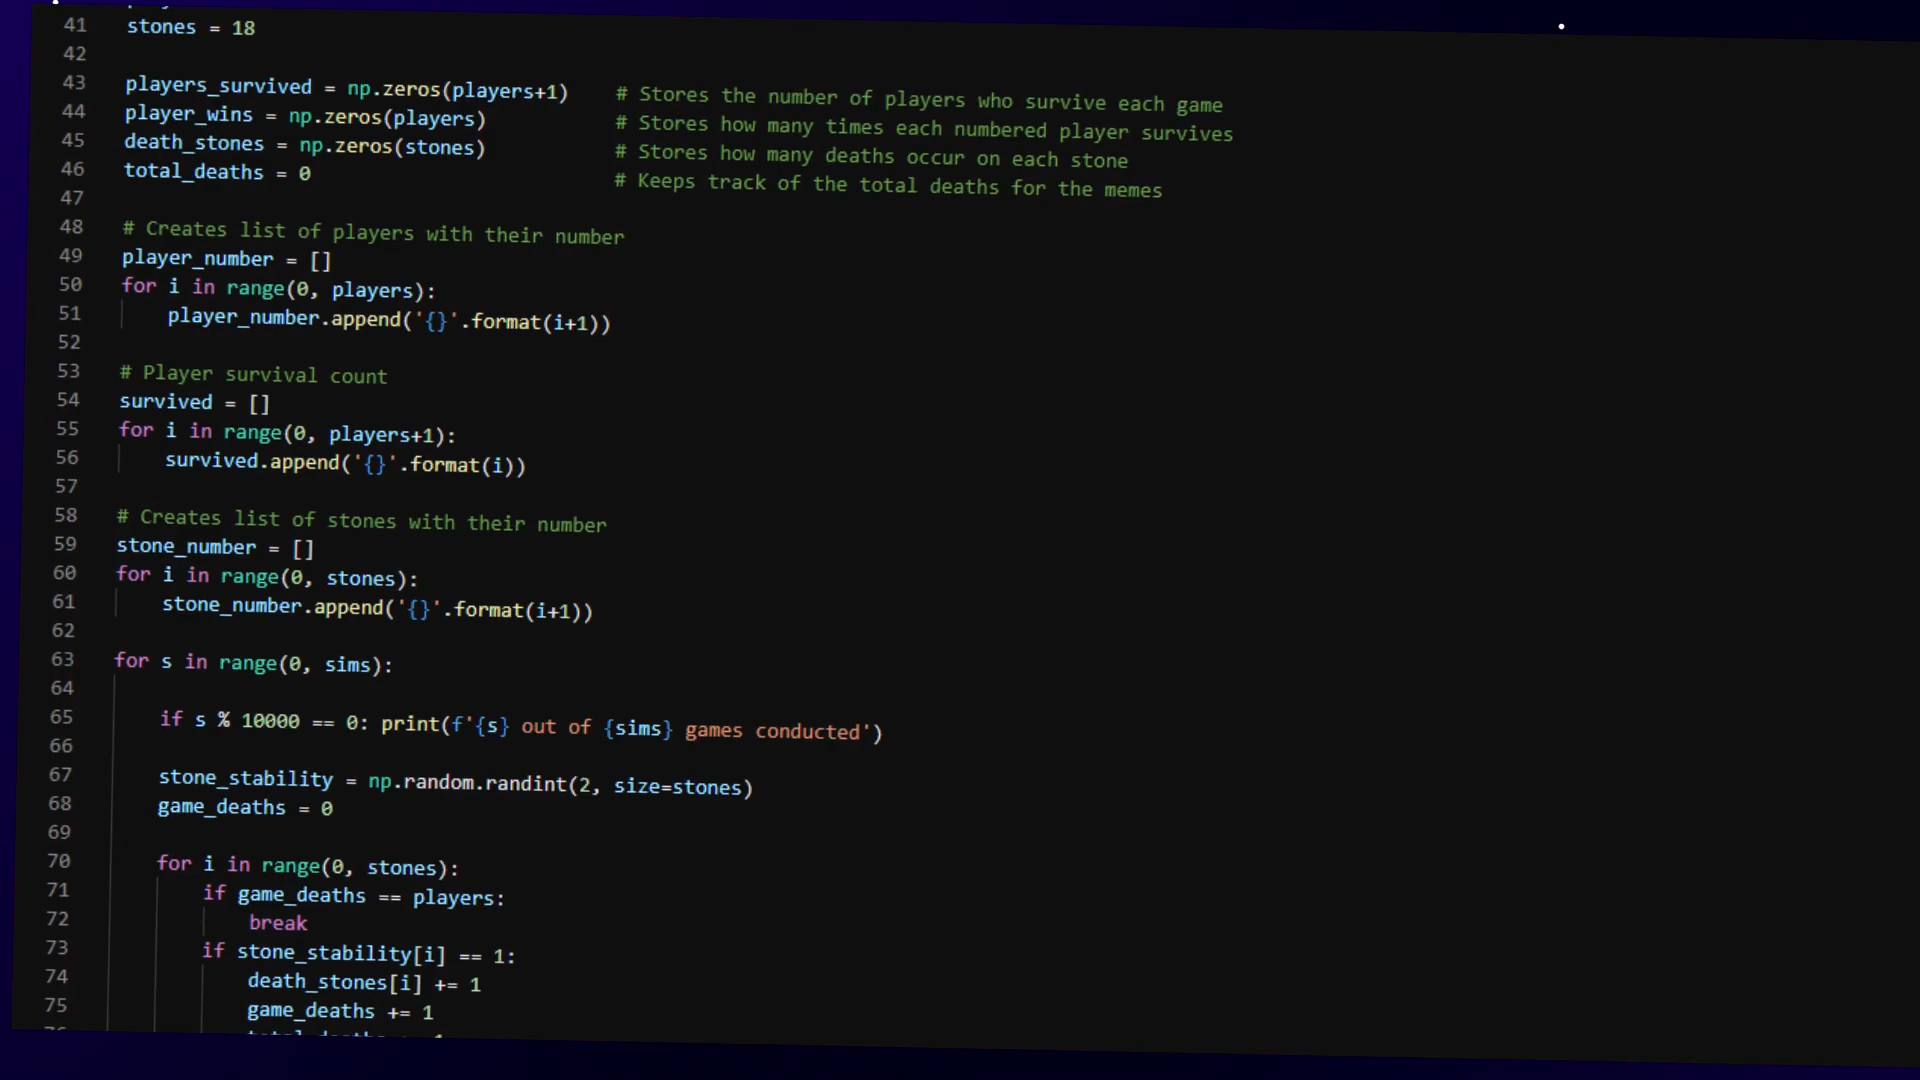 41 stones = 18
42
43 players_survived = np.zeros(players+1) # Stores the number of players who survive each game
44 player_wins = np.zeros(players) # Stores how many times each numbered player survives
45 death_stones = np.zeros(stones) # Stores how many deaths occur on each stone
46 total_deaths = 0 # Keeps track of the total deaths for the memes
47
48 # Creates list of players with their number
49 player_number = []
50 for i in range(0, players):
51 player_number.append('{}'.format(i+1))
52
53 # Player survival count
54 survived = []
55 for i in range(0, players+1):
56 survived.append('{}'.format(i))
57
58 # Creates list of stones with their number
59 stone_number = []
60 for i in range(0, stones):
61 stone_number.append('{}'.format(i+1))
62
63 for s in range(0, sims):
64
65 if s % 10000 == 0: print(f'{s} out of {sims} games conducted')
66
67 stone_stability = np.random.randint(2, size=stones)
68 game_deaths = 0
69
70 for i in range(0, stones):
71 if game_deaths == players:
72 break
73 if stone_stability[i] == 1:
74 death_stones[i] += 1
75 game_deaths += 1